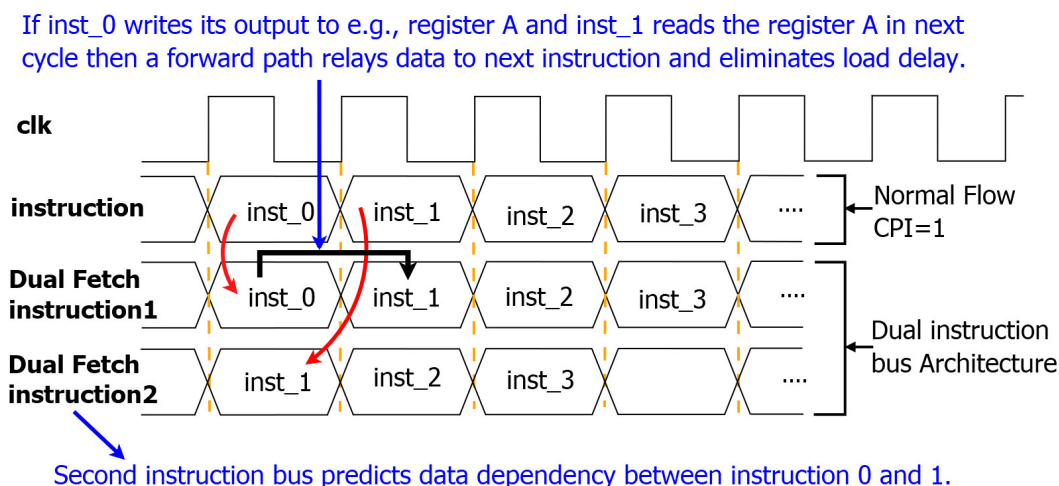 If inst_0 writes its output to e.g., register A and inst_1 reads the register A in next
cycle then a forward path relays data to next instruction and eliminates load delay.
clk
instruction
inst_0
inst_1
inst_2
inst_3
....
Normal Flow
CPI=1
Dual Fetch
instruction1
inst_0
inst_1
inst_2
inst_3
....
Dual instruction
bus Architecture
Dual Fetch
instruction2
inst_1
inst_2
inst_3
....
Second instruction bus predicts data dependency between instruction 0 and 1.